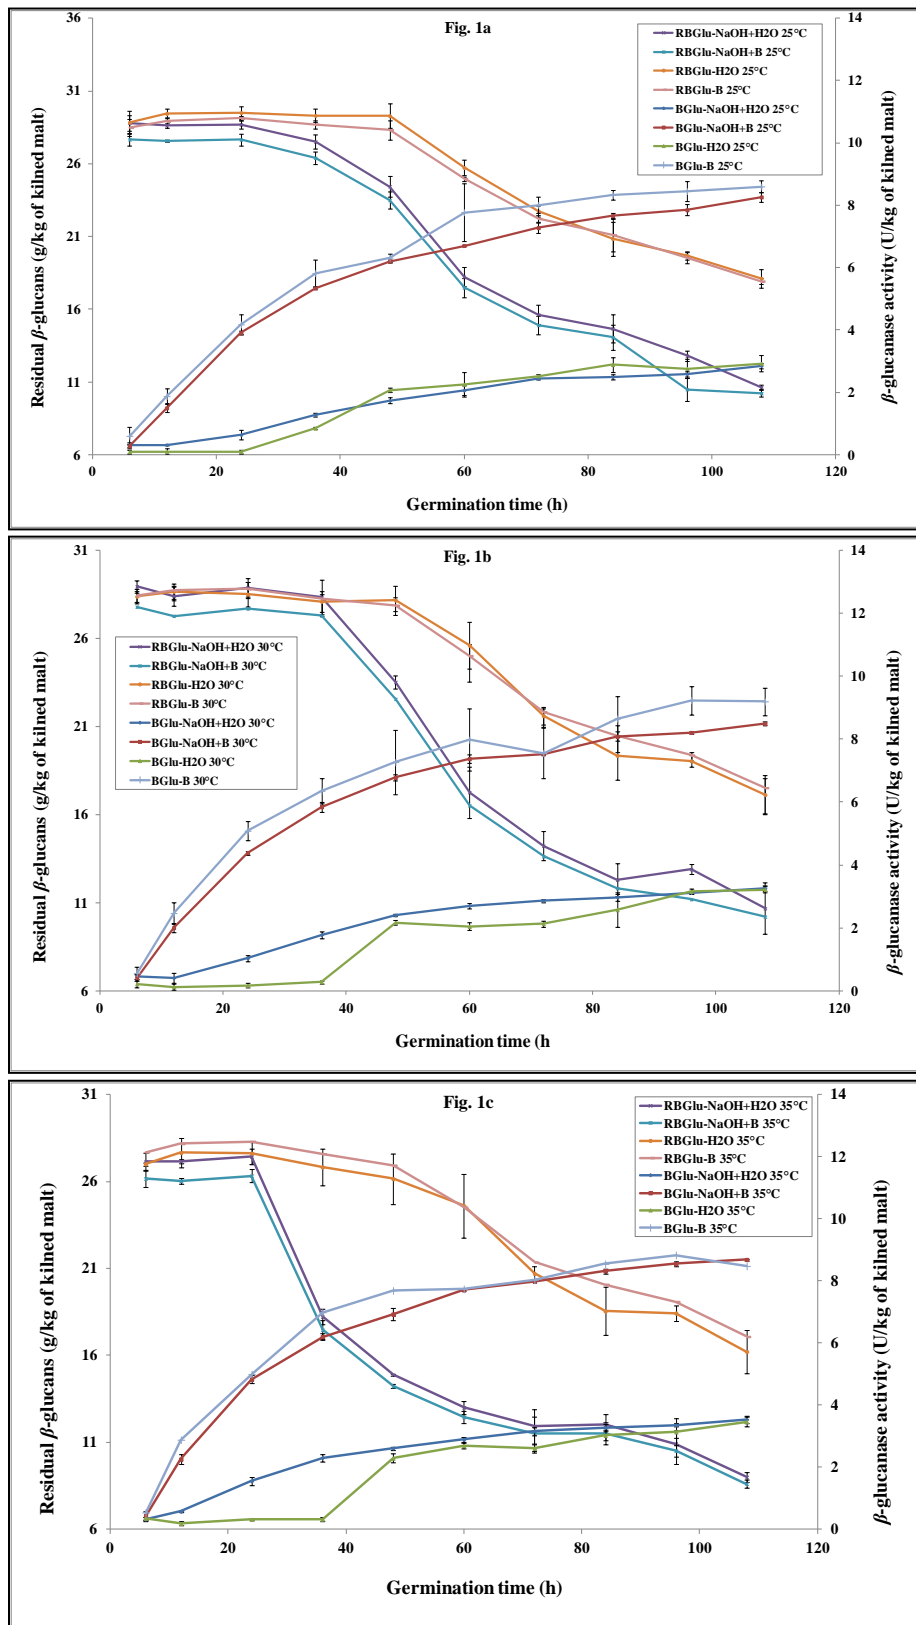 Fig. 1a
36
31
26
21
16
11
6
Residual β-glucans (g/kg of kilned malt)
14
12
10
8
6
4
2
0
β-glucanase activity (U/kg of kilned malt)
RBGlu-NaOH+H2O 25°C
RBGlu-NaOH+B 25°C
RBGlu-H2O 25°C
RBGlu-B 25°C
BGlu-NaOH+H2O 25°C
BGlu-NaOH+B 25°C
BGlu-H2O 25°C
BGlu-B 25°C
0 20 40 60 80 100 120
Germination time (h)
Fig. 1b
31
26
21
16
11
6
Residual β-glucans (g/kg of kilned malt)
14
12
10
8
6
4
2
0
β-glucanase activity (U/kg of kilned malt)
RBGlu-NaOH+H2O 30°C
RBGlu-NaOH+B 30°C
RBGlu-H2O 30°C
RBGlu-B 30°C
BGlu-NaOH+H2O 30°C
BGlu-NaOH+B 30°C
BGlu-H2O 30°C
BGlu-B 30°C
0 20 40 60 80 100 120
Germination time (h
Fig. 1c
31
26
21
16
11
6
Residual β-glucans (g/kg of kilned malt)
14
12
10
8
6
4
2
0
β-glucanase activity (U/kg of kilned malt)
RBGlu-NaOH+H2O 35°C
RBGlu-NaOH+B 35°C
RBGlu-H2O 35°C
RBGlu-B 35°C
BGlu-NaOH+H2O 35°C
BGlu-NaOH+B 35°C
BGlu-H2O 35°C
BGlu-B 35°C
0 20 40 60 80 100 120
Germination time (h)